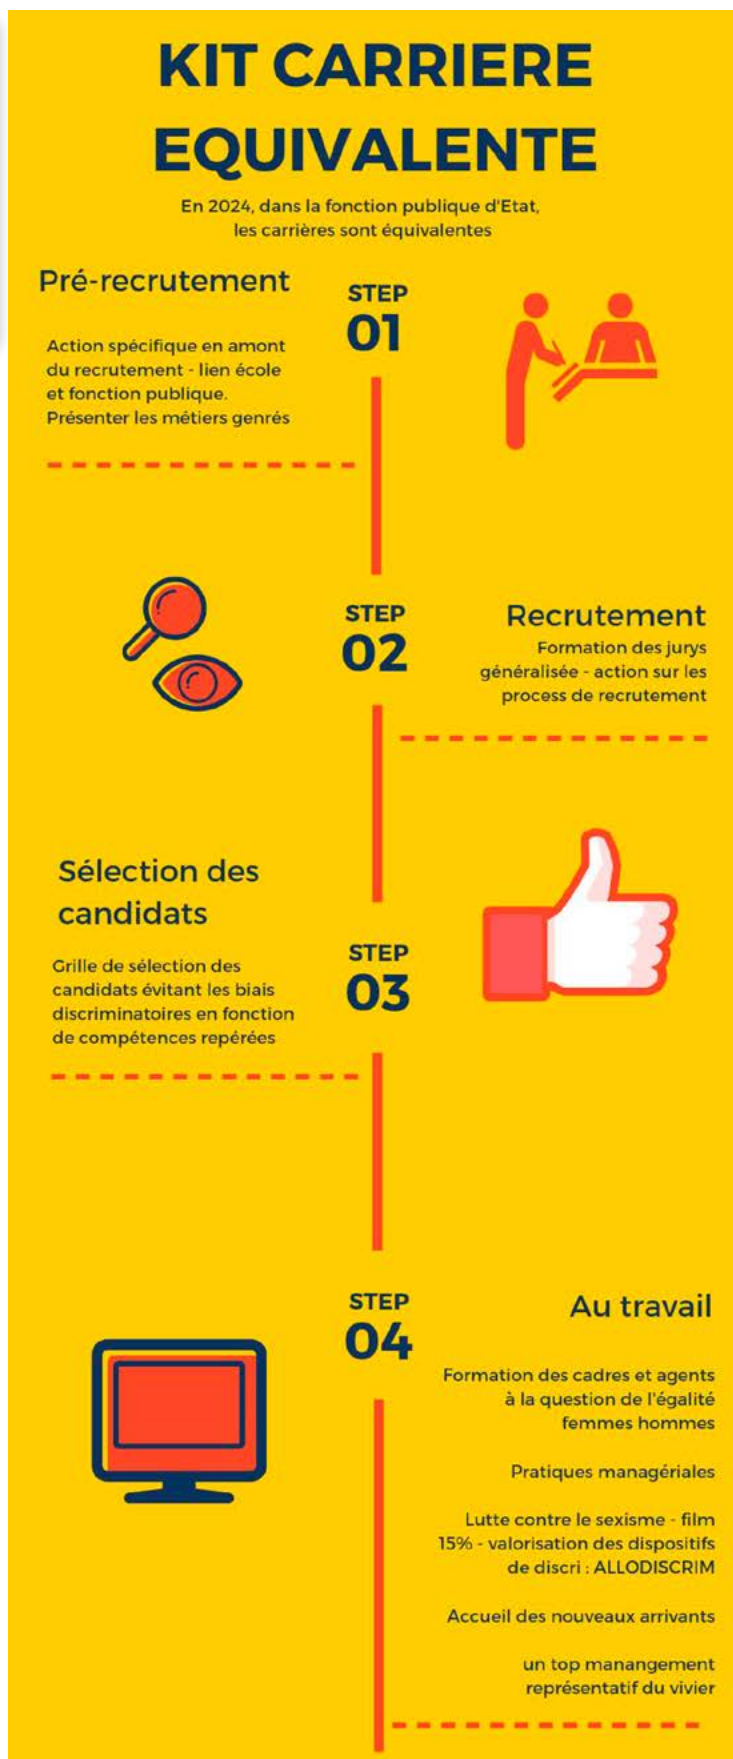 KIT CARRIERE
EQUIVALENTE
En 2024, dans la fonction publique d'Etat,
les carrières sont équivalentes
Pré-recrutement
STEP
01
Action spécifique en amont
du recrutement - lien école
et fonction publique.
Présenter les métiers genrés
STEP
02
Recrutement
Formation des jurys
généralisée - action sur les
process de recrutement
Sélection des
candidats
STEP
03
Grille de sélection des
candidats évitant les biais
discriminatoires en fonction
de compétences repérées
STEP
04
Au travail
Formation des cadres et agents
à la question de l'égalité
femmes hommes
Pratiques managériales
Lutte contre le sexisme - film
15% - valorisation des dispositifs
de discri : ALLODISCRIM
Accueil des nouveaux arrivants
un top manangement
représentatif du vivier